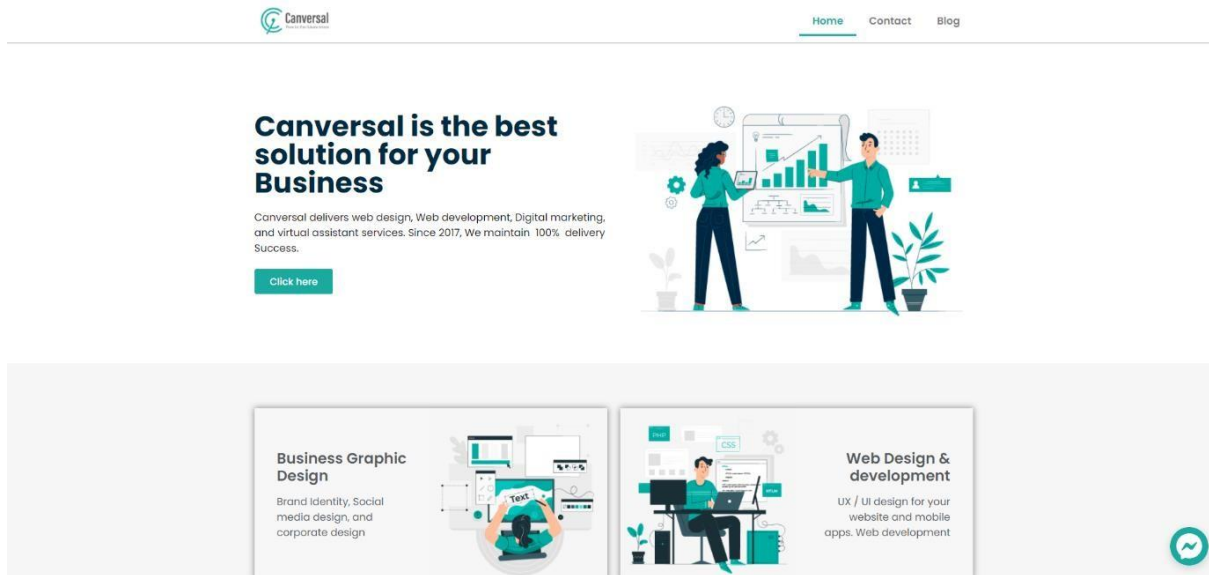 Canversal
Home
Contact
Blog
Canversal is the best
solution for your
Business
Canversal delivers web design, Web development, Digital marketing,
and virtual assistant services. Since 2017, We maintain 100% delivery
Success.
Click here
Business Graphic
Design
Brand Identity, Social
media design, and
corporate design
Text
CSS
Web Design &
development
UX / UI design for your
website and mobile
apps. Web development